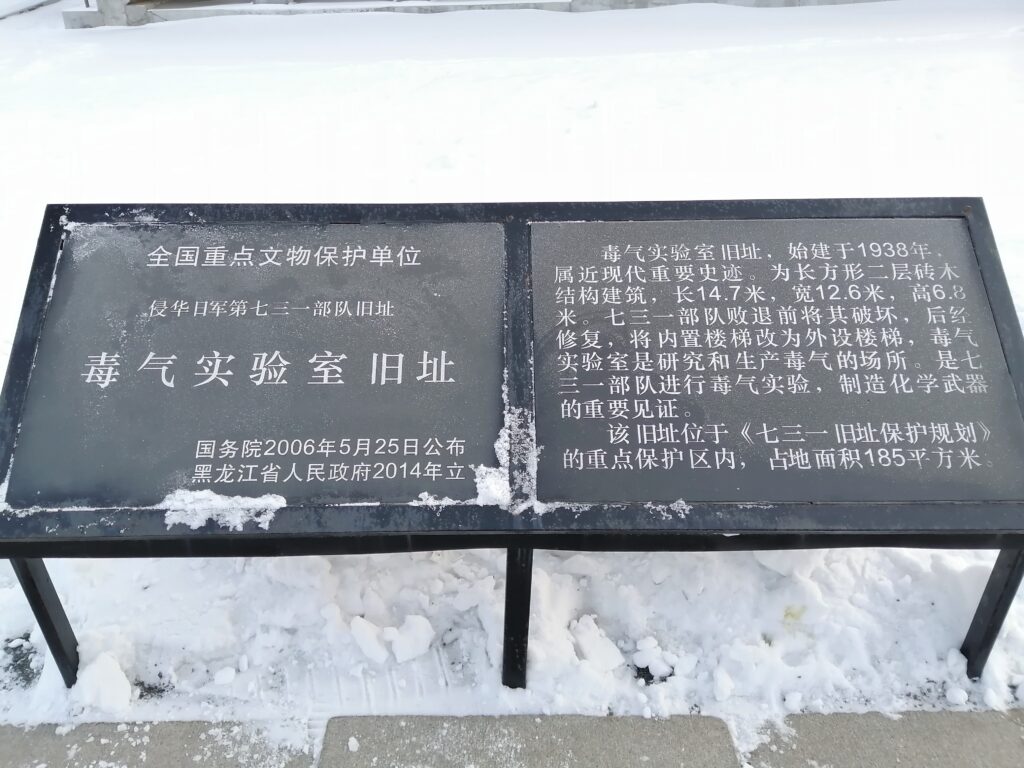 全国重点文物保护单位
侵华日军第七三一部队旧址
毒气实验室旧址
国务院2006年5月25日公布
黑龙江省人民政府2014年立
毒气实验室旧址，始建于1938年，
属近现代重要史迹。为长方形二层砖木
结构建筑，长14.7米，宽12.6米，高6.8
米。七三一部队败退前将其破坏，后经
修复，将内置楼梯改为外设楼梯，毒气
实验室是研究和生产毒气的场所。是七
三一部队进行毒气实验，制造化学武器
的重要见证。
该旧址位于《七三一旧址保护规划》
的重点保护区内，占地面积185平方米。